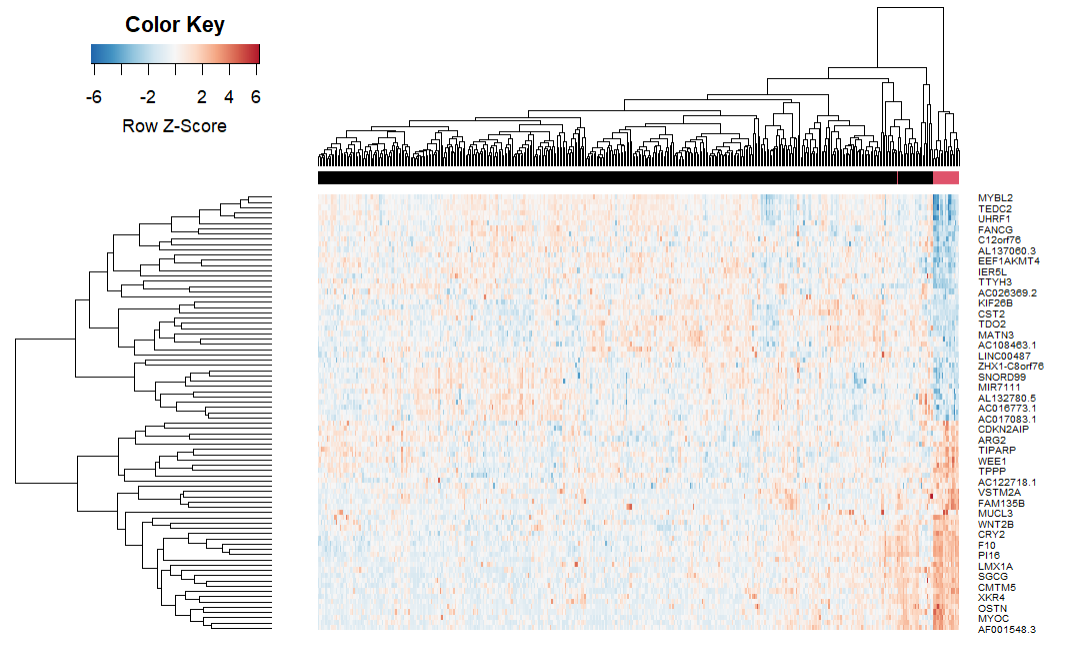 Color Key
-6 -2 2 4 6
Row Z-Score
MYBL2
TEDC2
UHRF1
FANCG
C12orf76
AL137060.3
EEF1AKMT4
IER5L
TTYH3
AC026369.2
KIF26B
CST2
TDO2
MATN3
AC108463.1
LINC00487
ZHX1-C8orf76
SNORD99
MIR7111
AL132780.5
AC016773.1
AC017083.1
CDKN2AIP
ARG2
TIPARP
WEE1
TPPP
AC122718.1
VSTM2A
FAM135B
MUCL3
WNT2B
CRY2
F10
PI16
LMX1A
SGCG
CMTM5
XKR4
OSTN
MYOC
AF001548.3